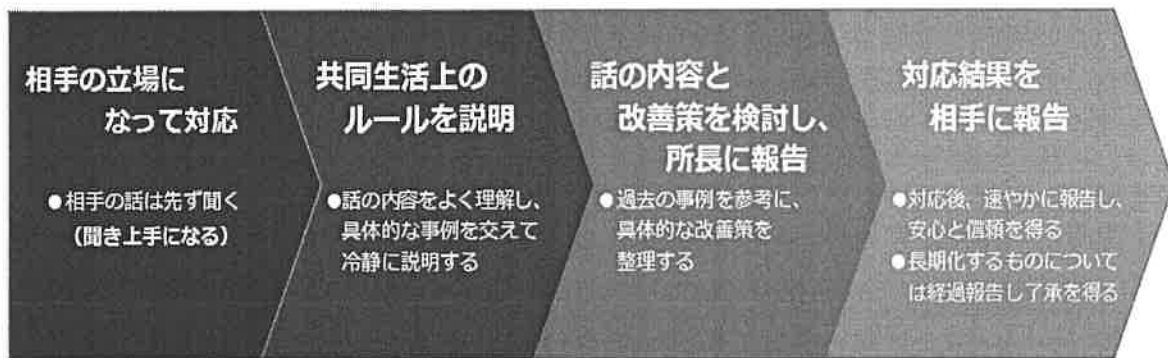 相手の立場に
なって対応
●相手の話は先ず聞く
(聞き上手になる)
共同生活上の
ルールを説明
●話の内容をよく理解し、
具体的な事例を交えて
冷静に説明する
話の内容と
改善策を検討し、
所長に報告
●過去の事例を参考に、
具体的な改善策を
整理する
対応結果を
相手に報告
●対応後、速やかに報告し、
安心と信頼を得る
●長期化するものについて
は経過報告し了承を得る